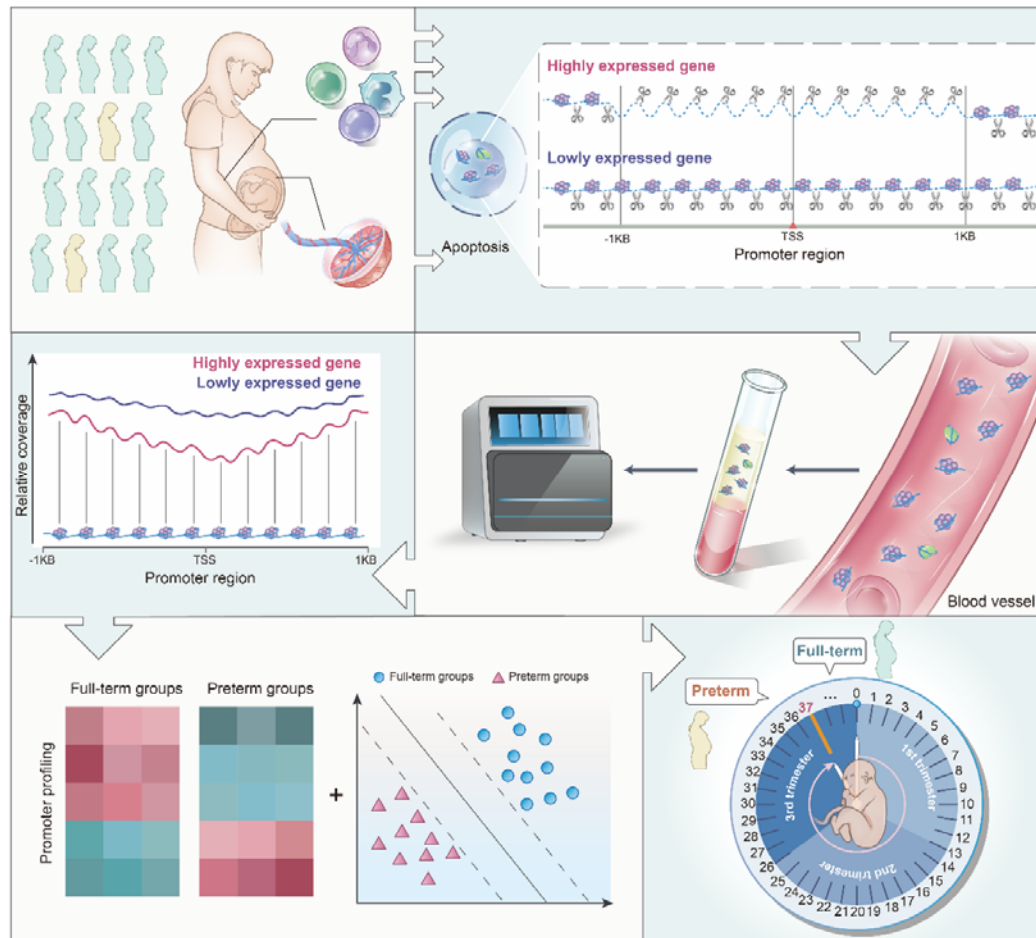 Highly expressed gene
Lowly expressed gene
Apoptosis
-1KB
TSS
1KB
Promoter region
Highly expressed gene
Lowly expressed gene
Relative coverage
-1KB
TSS
1KB
Promoter region
Blood vessel
Full-term groups
Preterm groups
Promoter profiling
+
Full-term groups
Preterm groups
Full-term
Preterm
... 0 1 2 3 4 5 6 7 8 9 10 11 12 13 14 15 16 17 18 19 20 21 22 23 24 25 26 27 28 29 30 31 32 33 34 35 36 37
1st trimester
2nd trimester
3rd trimester